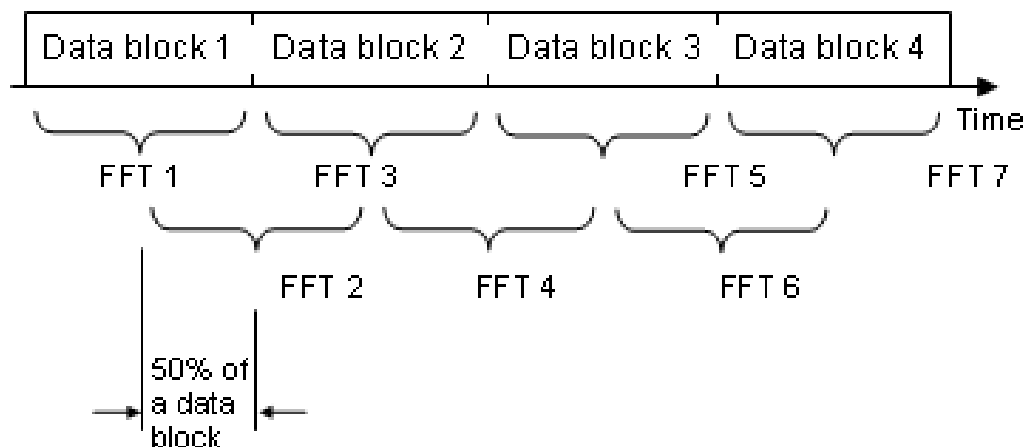 Data block 1 Data block 2 Data block 3 Data block 4
Time
FFT 1 FFT 3 FFT 5 FFT 7
FFT 2 FFT 4 FFT 6
50% of
a data
block